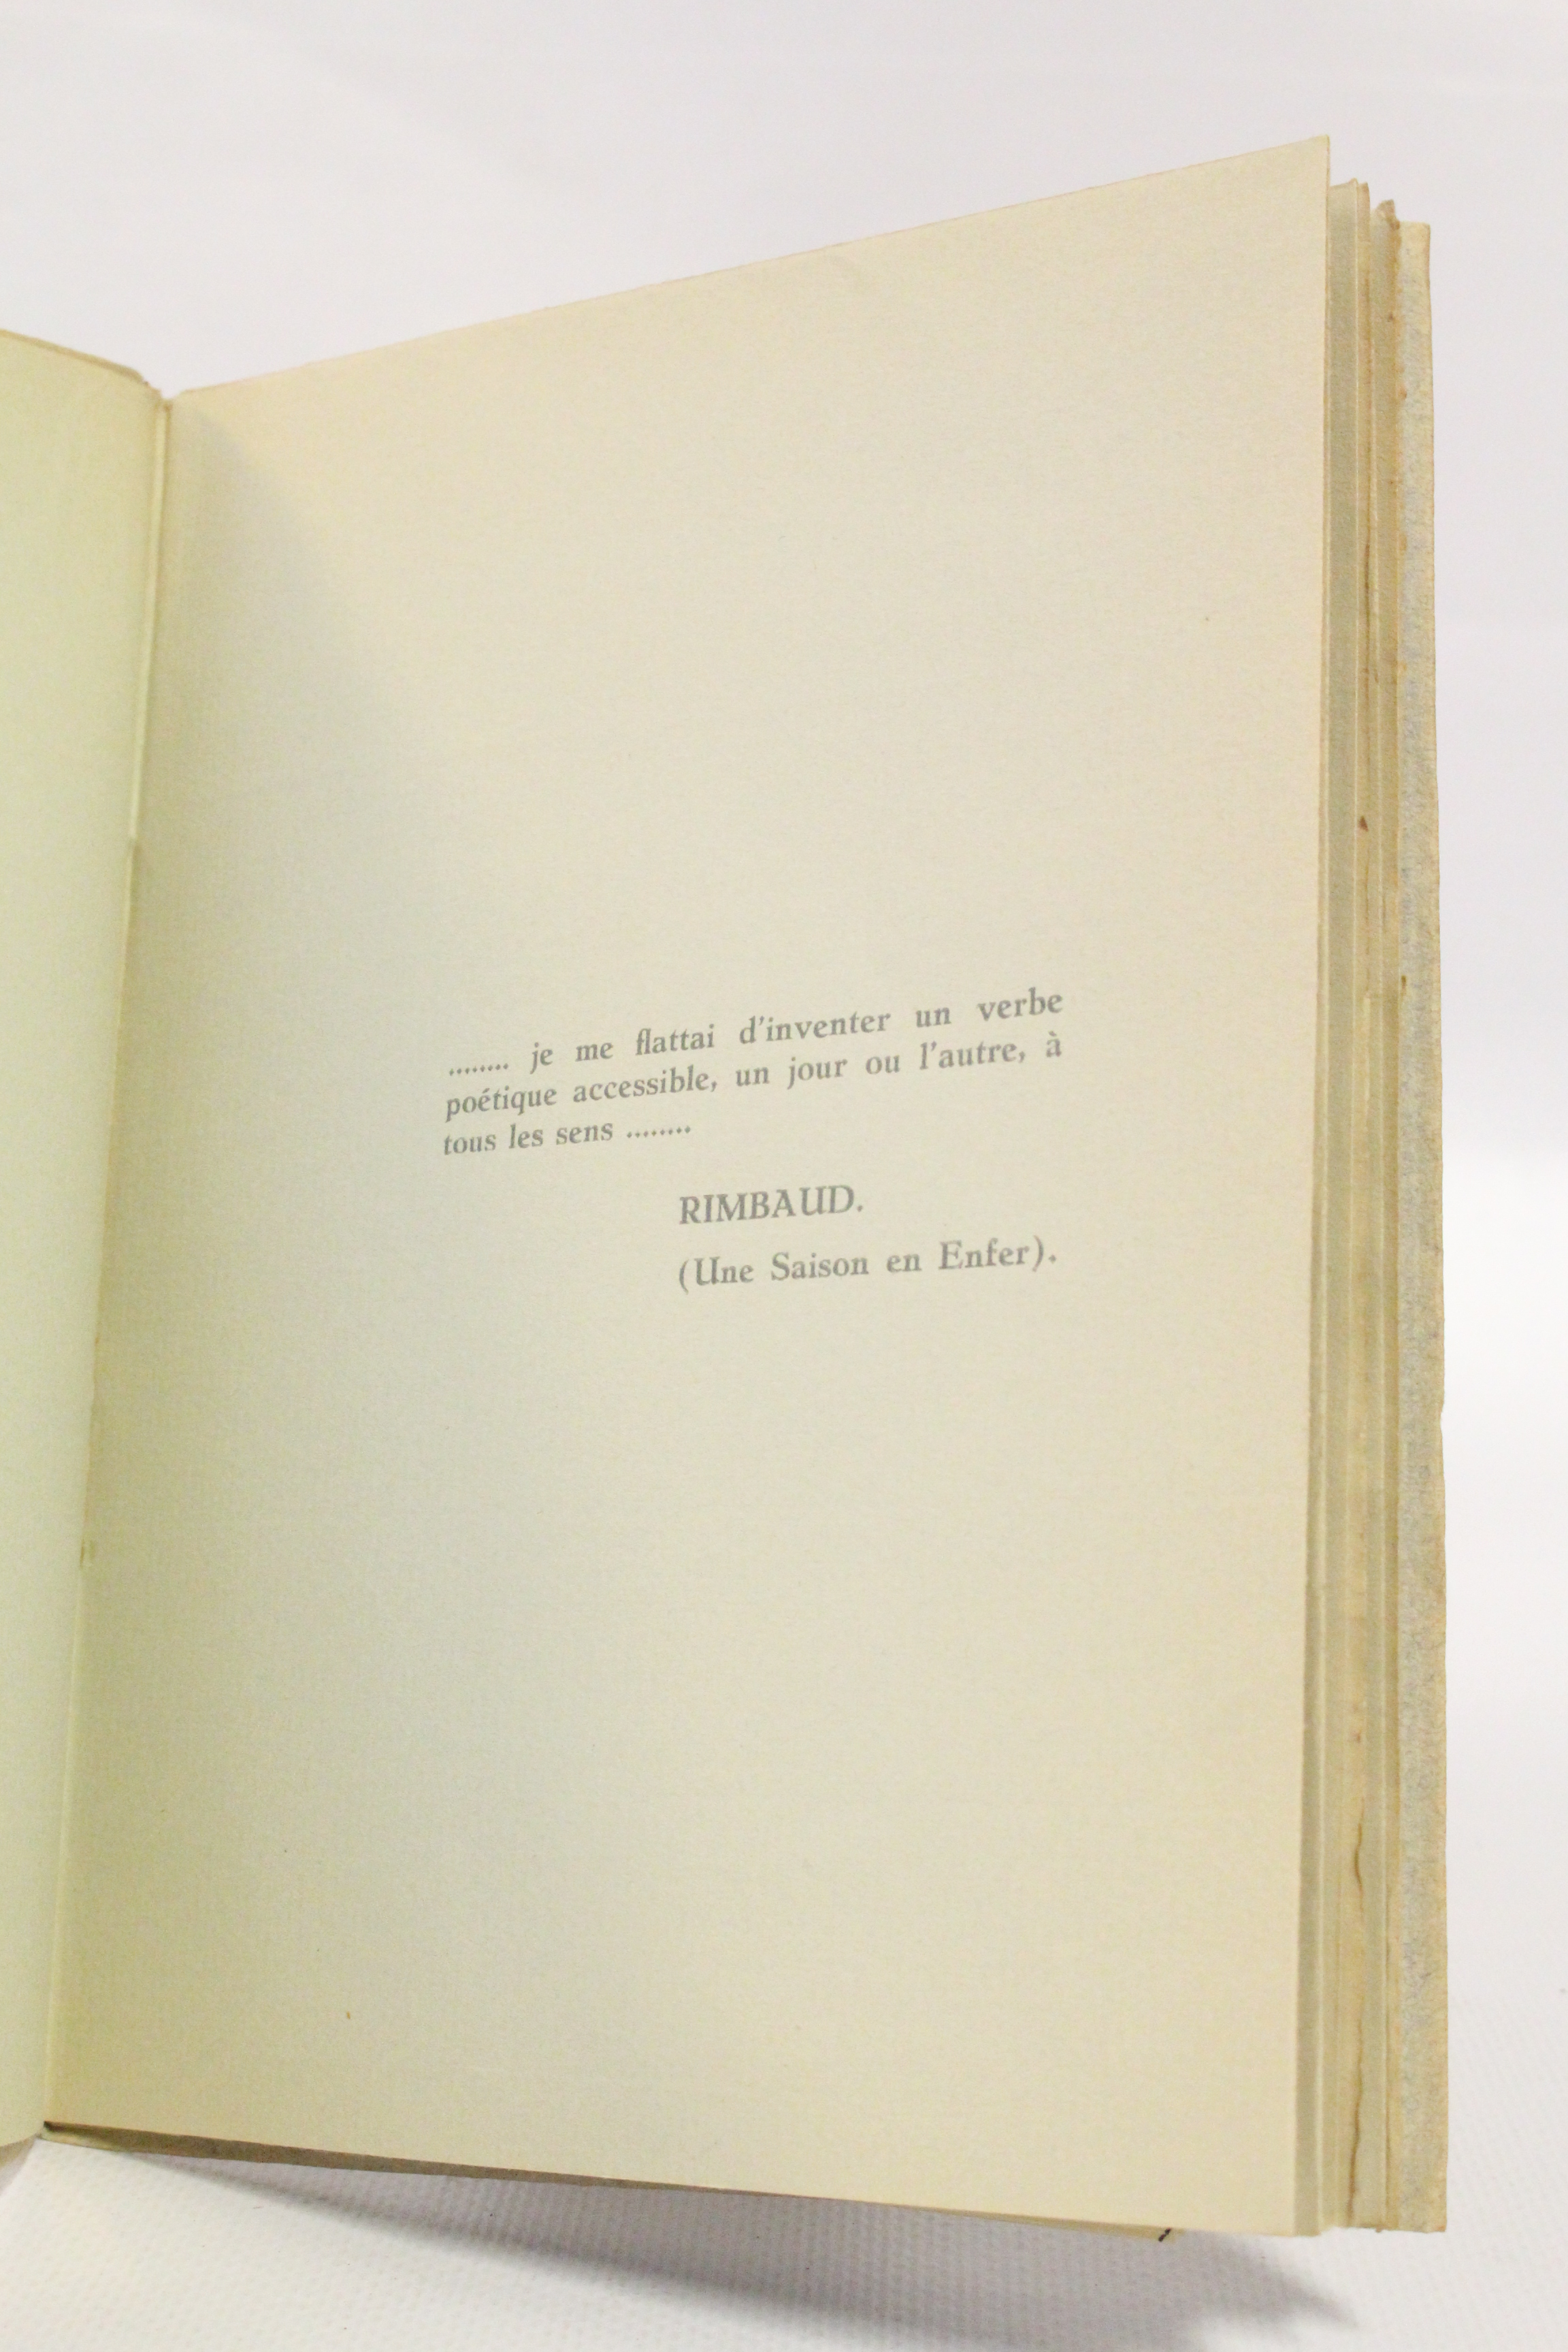 ........ je me flattai d'inventer un verbe
poétique accessible, un jour ou l'autre, à
tous les sens ........
RIMBAUD.
(Une Saison en Enfer).